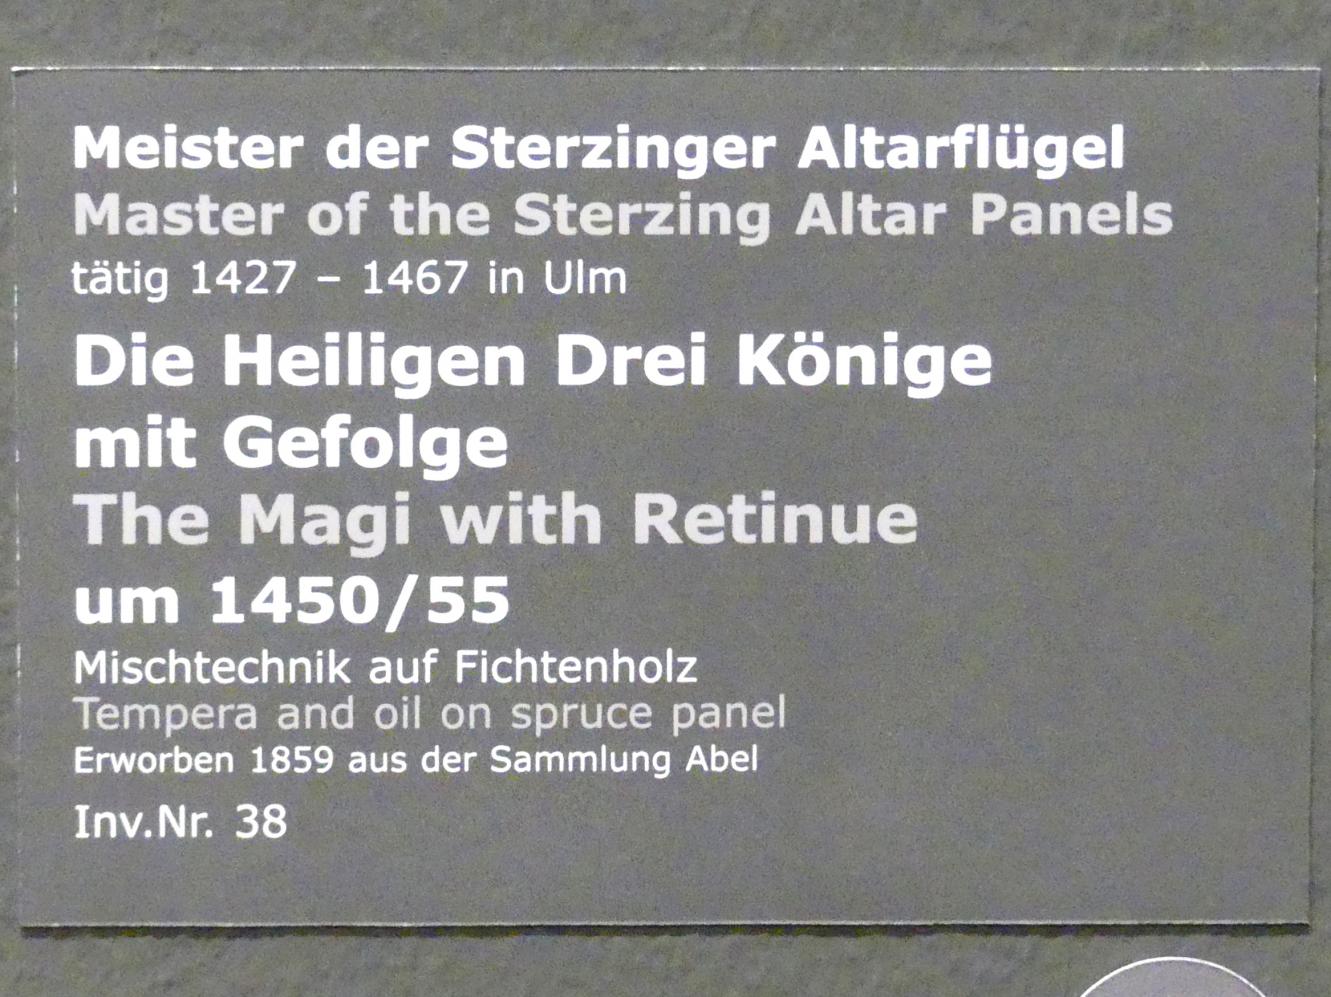 Meister der Sterzinger Altarflügel
Master of the Sterzing Altar Panels
tätig 1427 – 1467 in Ulm
Die Heiligen Drei Könige
mit Gefolge
The Magi with Retinue
um 1450/55
Mischtechnik auf Fichtenholz
Tempera and oil on spruce panel
Erworben 1859 aus der Sammlung Abel
Inv.Nr. 38